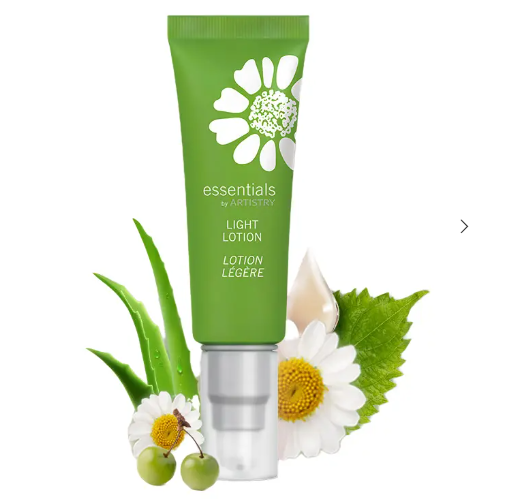 essentials
by ARTISTRY
LIGHT
LOTION
LOTION
LÉGÈRE